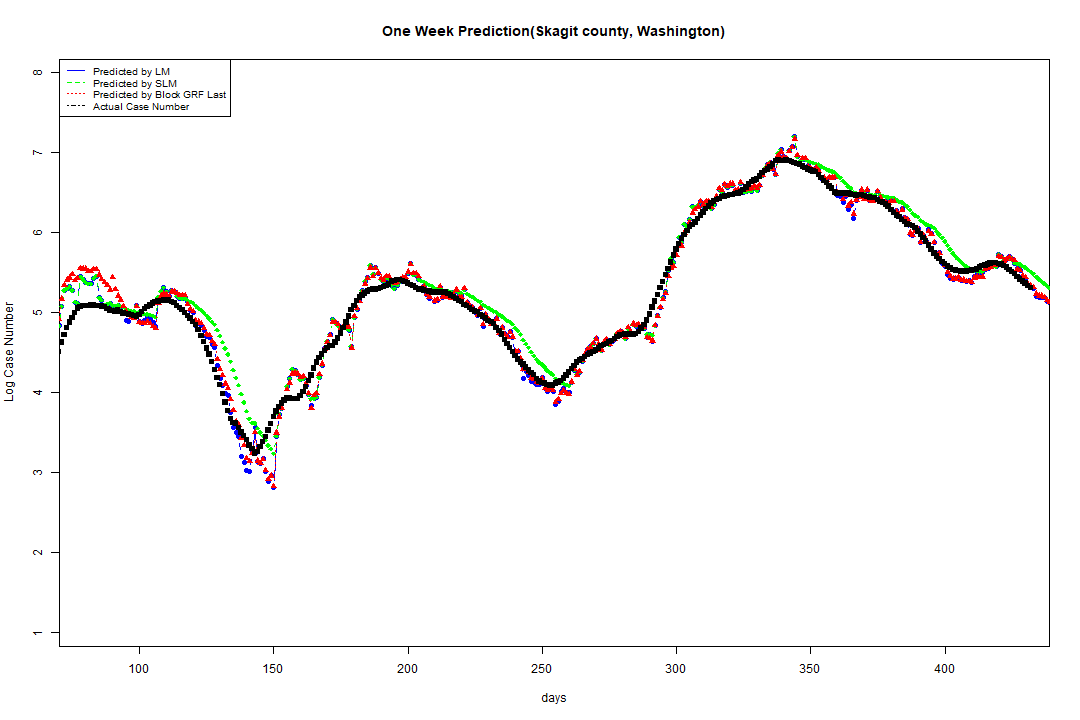 One Week Prediction(Skagit county, Washington)
Predicted by LM
Predicted by SLM
Predicted by Block GRF Last
Actual Case Number
8
7
6
5
4
3
2
1
Log Case Number
100 150 200 250 300 350 400
days